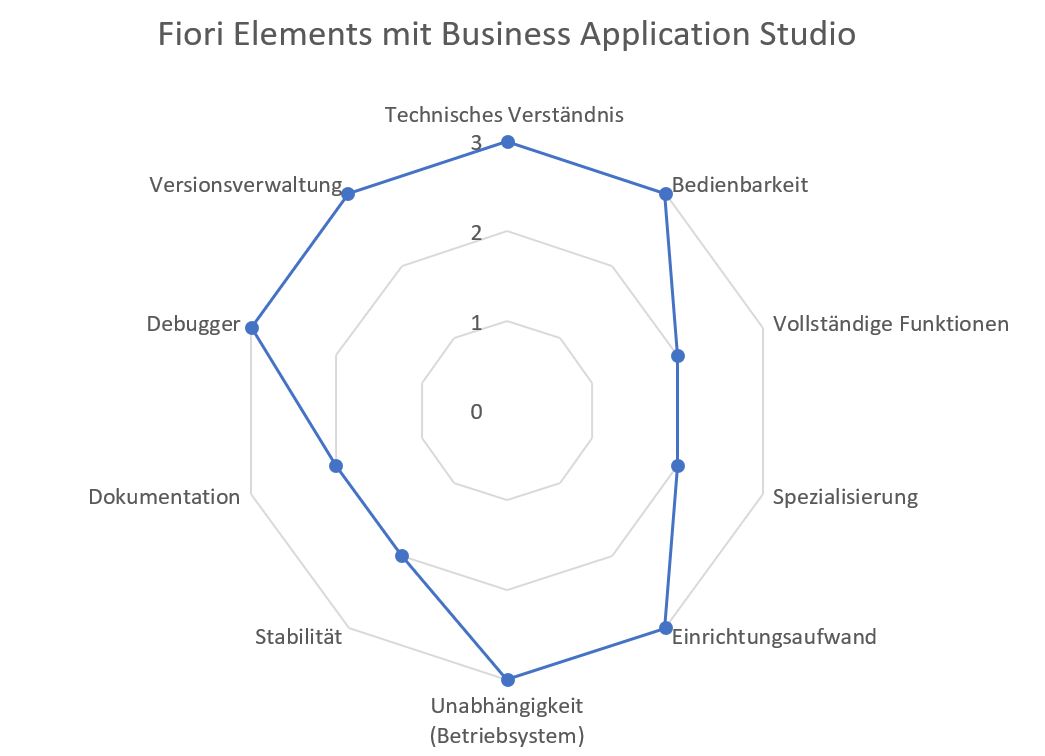 Fiori Elements mit Business Application Studio
Technisches Verständnis
3
Versionsverwaltung
Bedienbarkeit
2
Debugger
1
Vollständige Funktionen
0
Dokumentation
Spezialisierung
Stabilität
Einrichtungsaufwand
Unabhängigkeit
(Betriebsystem)